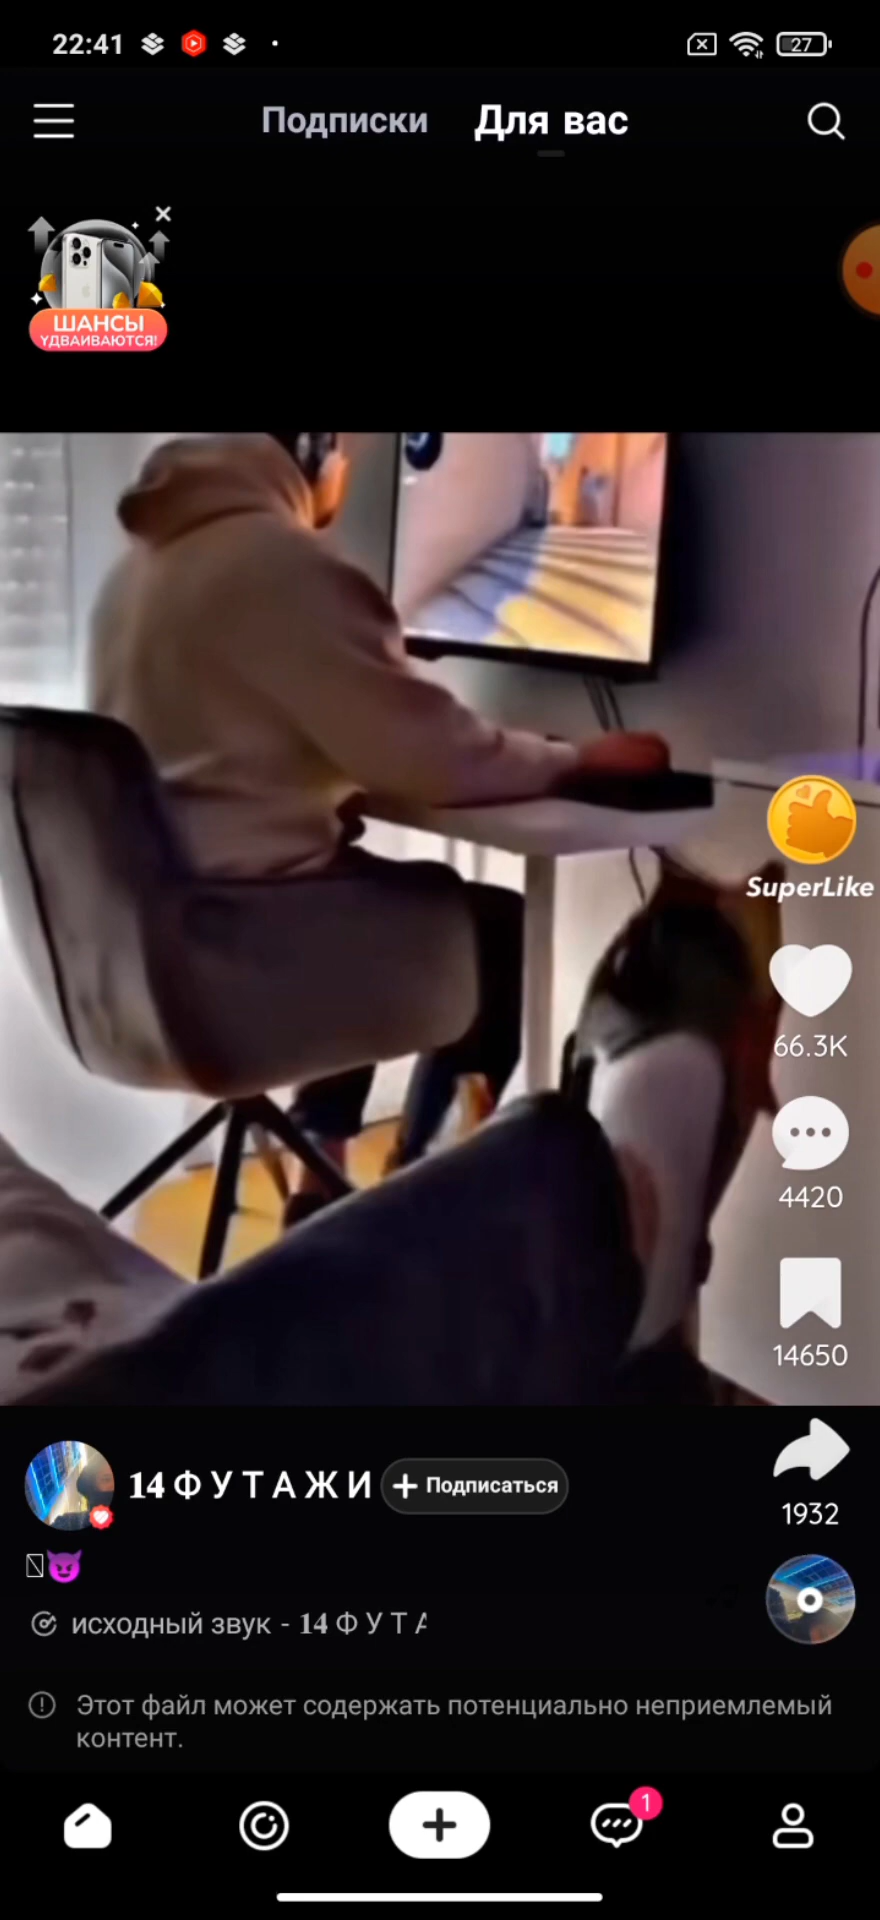 22:41
27
Подписки Для вас
ШАНСЫ
УДВАИВАЮТСЯ!
SuperLike
66.3K
4420
14650
1932
14 Ф У Т А Ж И
+ Подписаться
исходный звук - 14 Ф У Т А
Этот файл может содержать потенциально неприемлемый
контент.
1